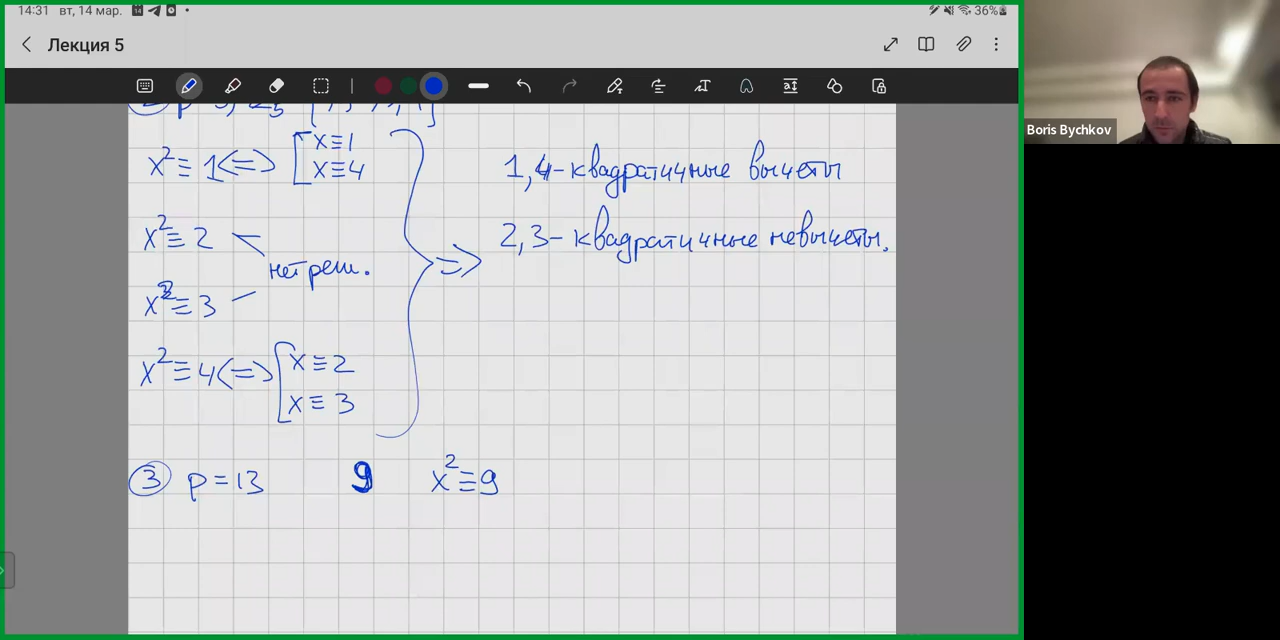 14:31 вт, 14 мар.
36%
Лекция 5
Boris Bychkov
x² ≡ 1 <=> [ x ≡ 1
x ≡ 4
1,4 - квадратичные вычеты
x² ≡ 2
2,3 - квадратичные невычеты.
нет реш.
=>
x² ≡ 3
x² ≡ 4 <=> [ x ≡ 2
x ≡ 3
③ p = 13 9 x² ≡ 9